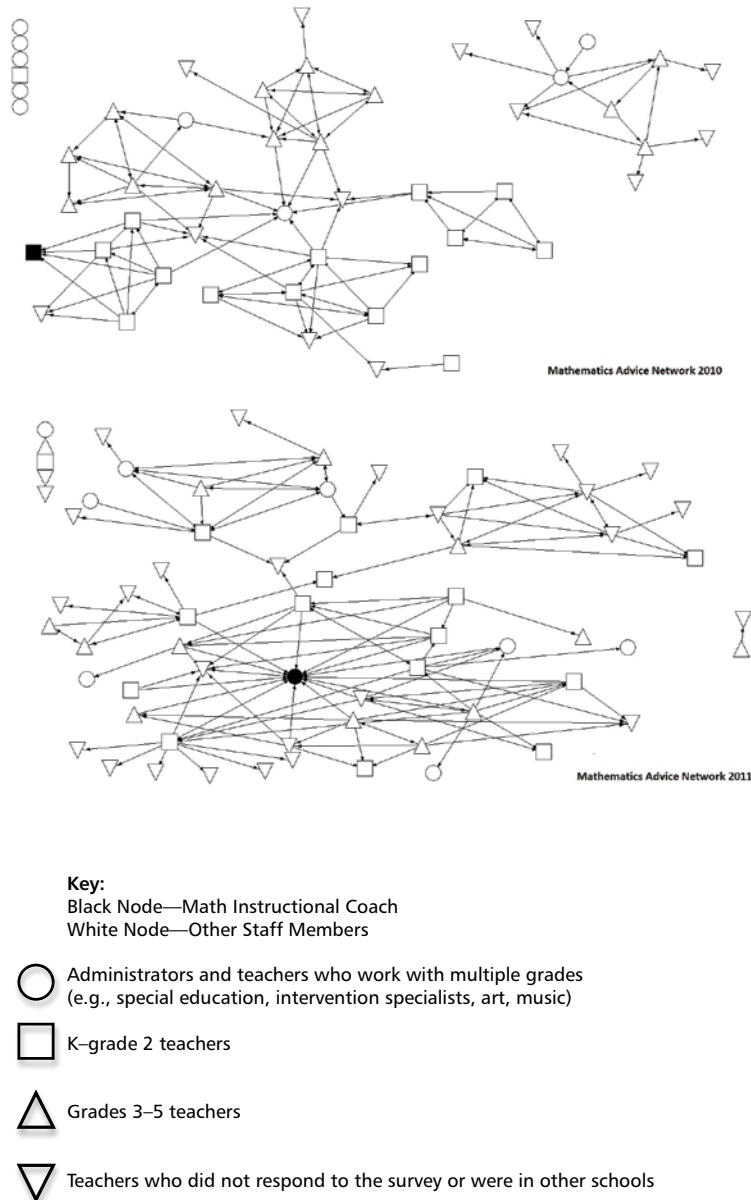 Mathematics Advice Network 2010
Mathematics Advice Network 2011
Key:
Black Node—Math Instructional Coach
White Node—Other Staff Members
Administrators and teachers who work with multiple grades
(e.g., special education, intervention specialists, art, music)
K–grade 2 teachers
Grades 3–5 teachers
Teachers who did not respond to the survey or were in other schools